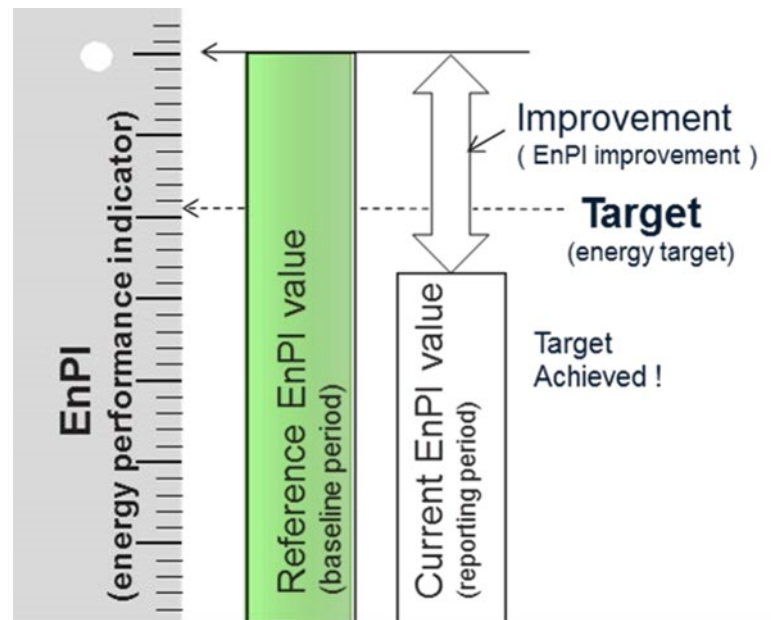 EnPI
(energy performance indicator)
Reference EnPI value
(baseline period)
Current EnPI value
(reporting period)
Improvement
( EnPI improvement )
Target
(energy target)
Target
Achieved !